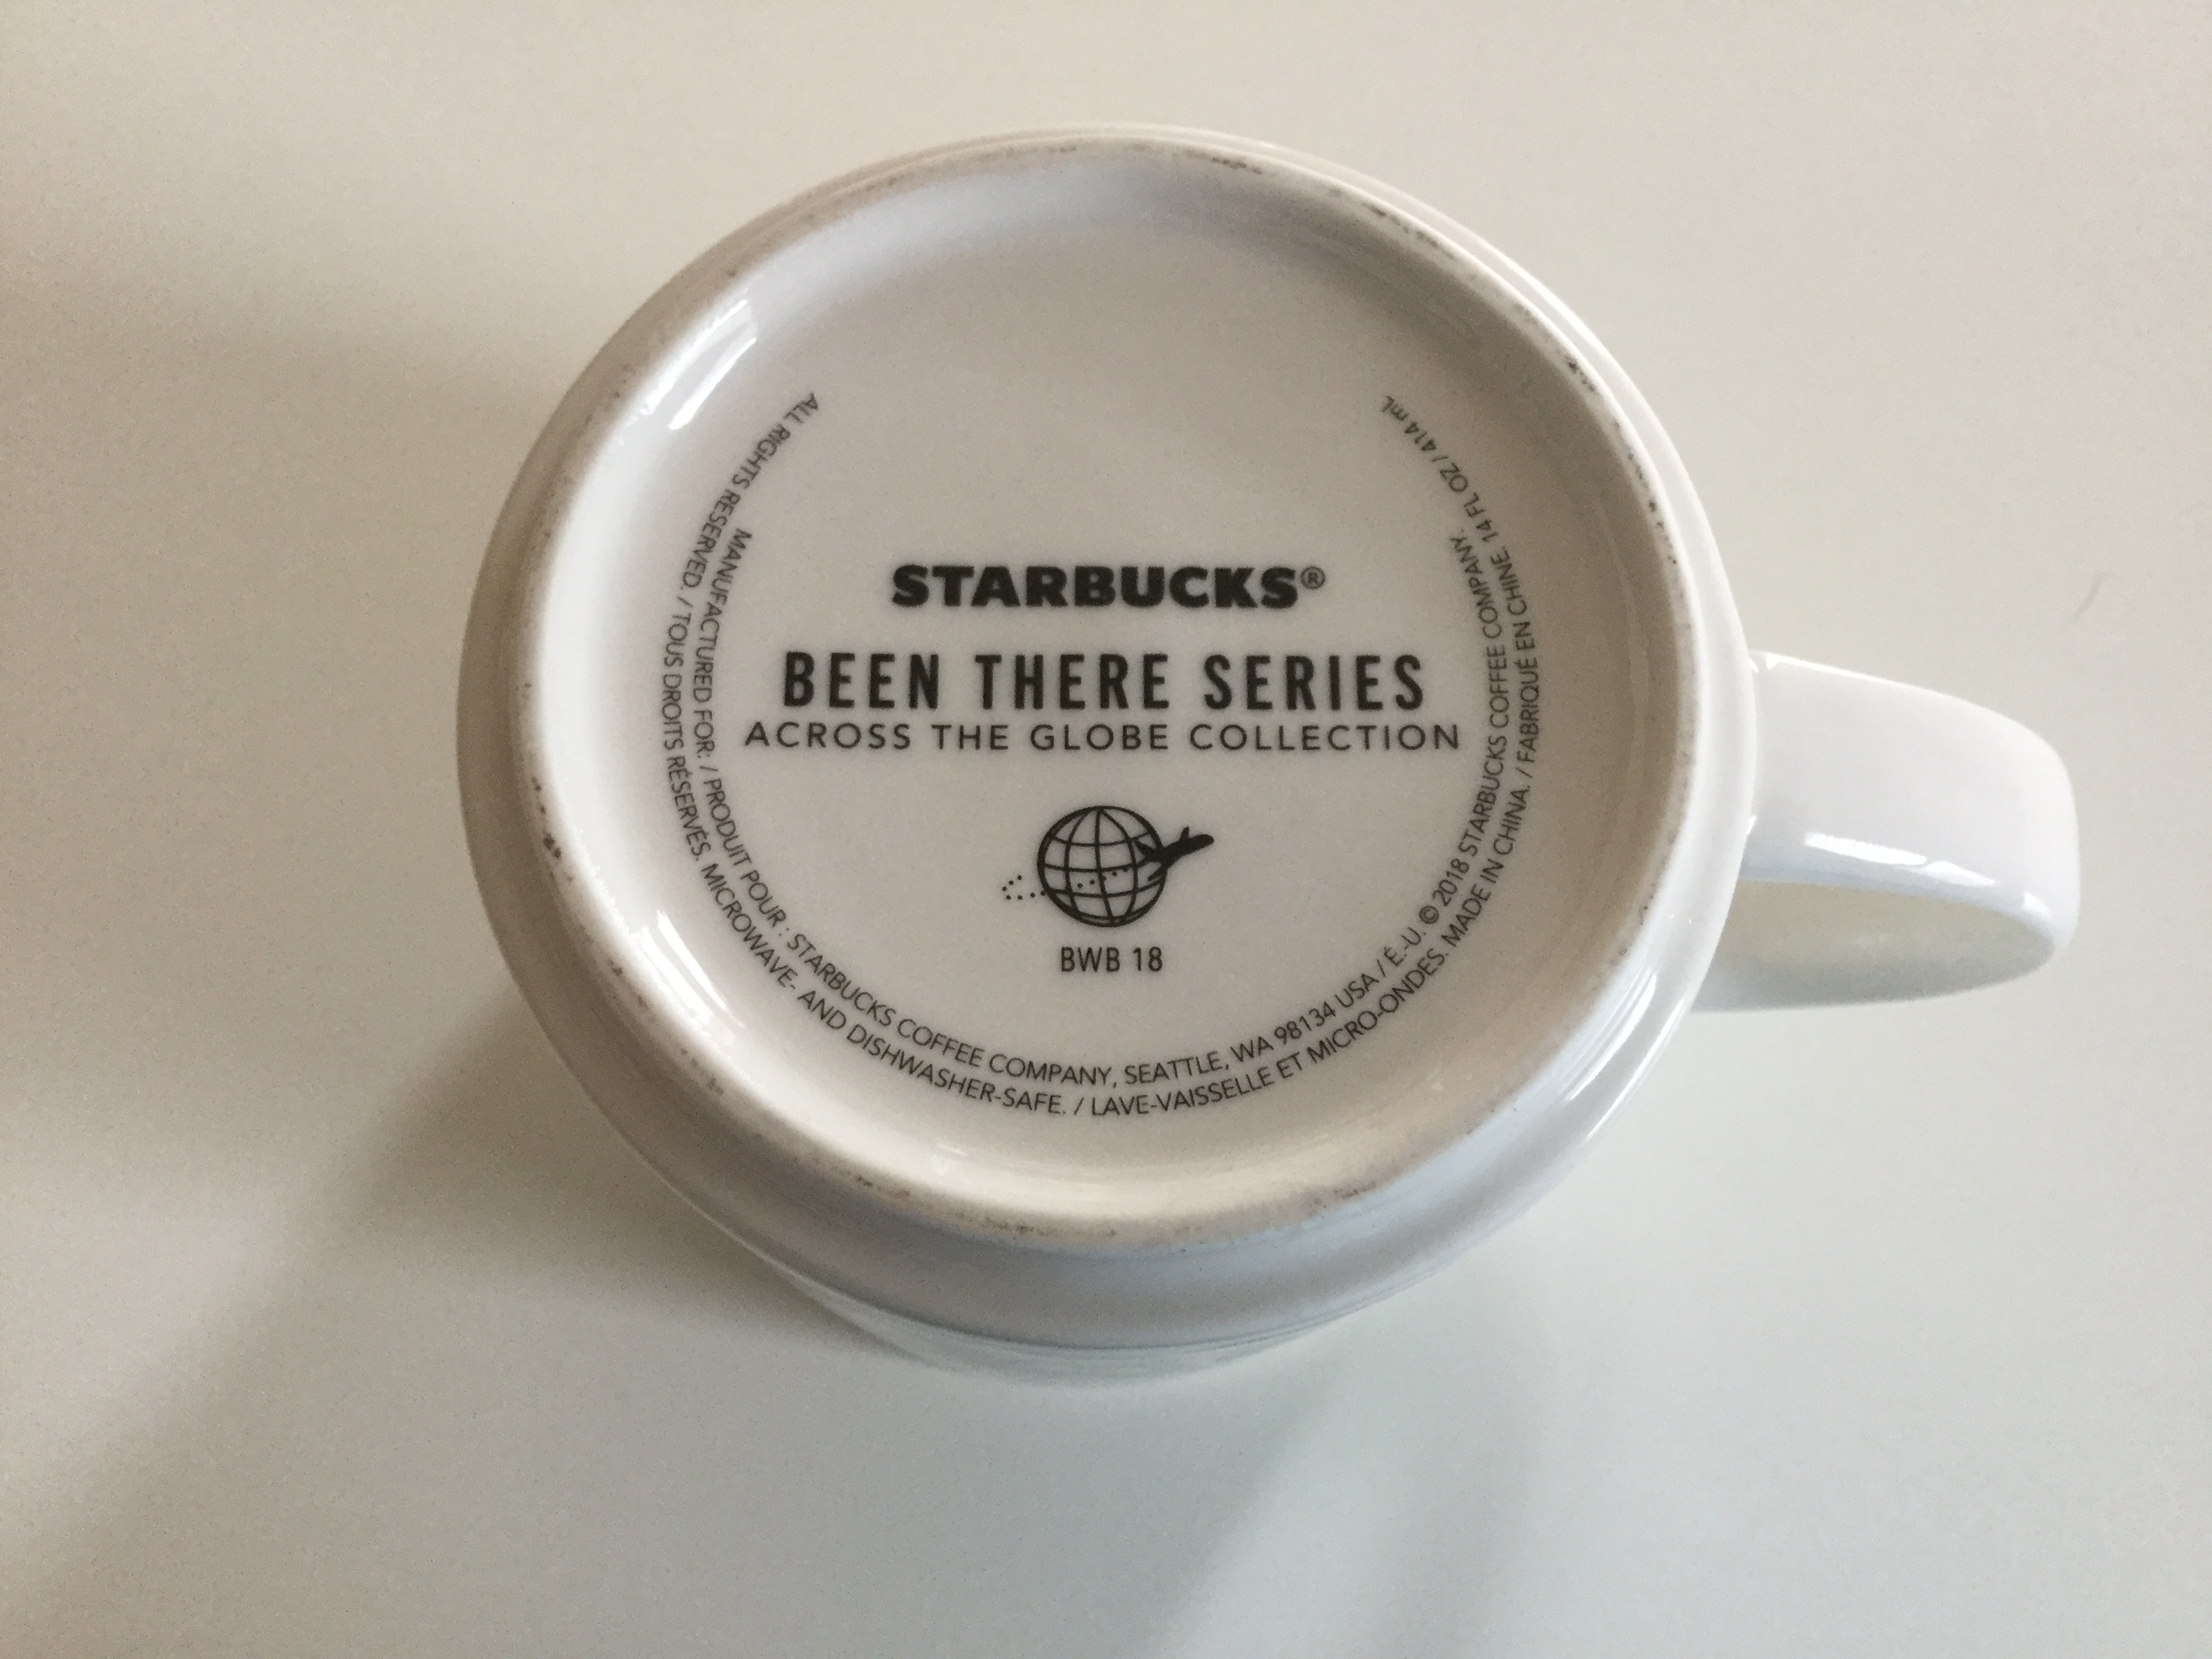 STARBUCKS®
BEEN THERE SERIES
ACROSS THE GLOBE COLLECTION
BWB 18
MANUFACTURED FOR: / PRODUIT POUR : STARBUCKS COFFEE COMPANY, SEATTLE, WA 98134 USA / É.-U. © 2018 STARBUCKS COFFEE COMPANY.
ALL RIGHTS RESERVED. / TOUS DROITS RÉSERVÉS. MICROWAVE- AND DISHWASHER-SAFE. / LAVE-VAISSELLE ET MICRO-ONDES. MADE IN CHINA. / FABRIQUÉ EN CHINE 14 FL OZ / 414 mL